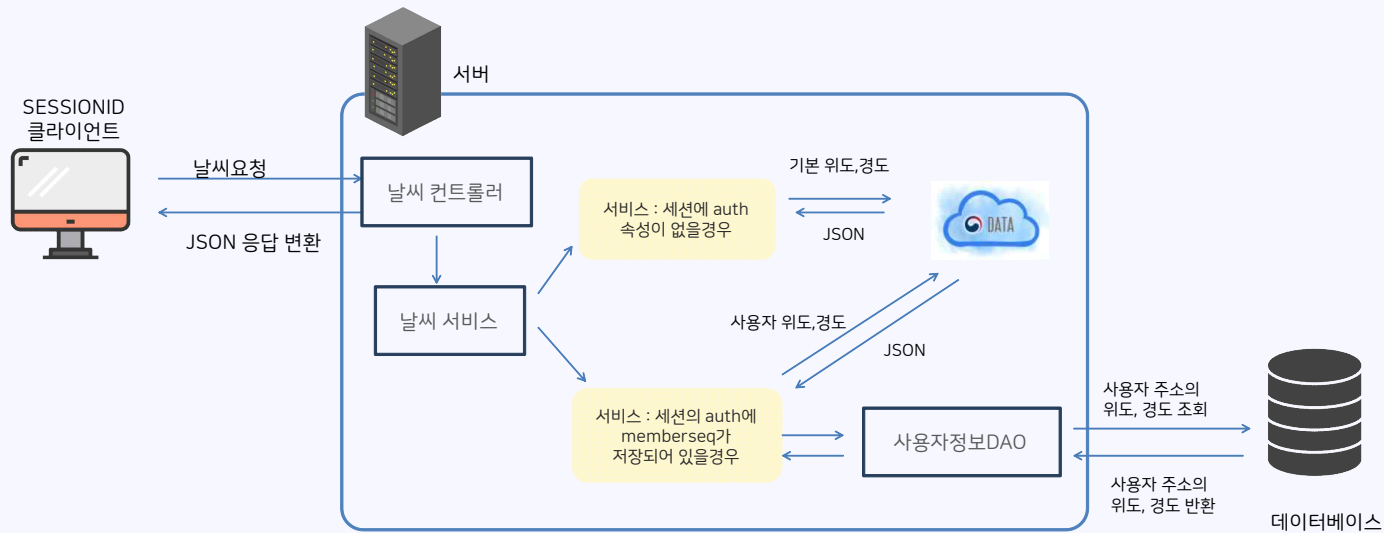 서버
SESSIONID
클라이언트
날씨요청
JSON 응답 변환
날씨 컨트롤러
날씨 서비스
서비스 : 세션에 auth
속성이 없을경우
기본 위도,경도
JSON
DATA
사용자 위도,경도
JSON
서비스 : 세션의 auth에
memberseq가
저장되어 있을경우
사용자정보DAO
사용자 주소의
위도, 경도 조회
사용자 주소의
위도, 경도 반환
데이터베이스